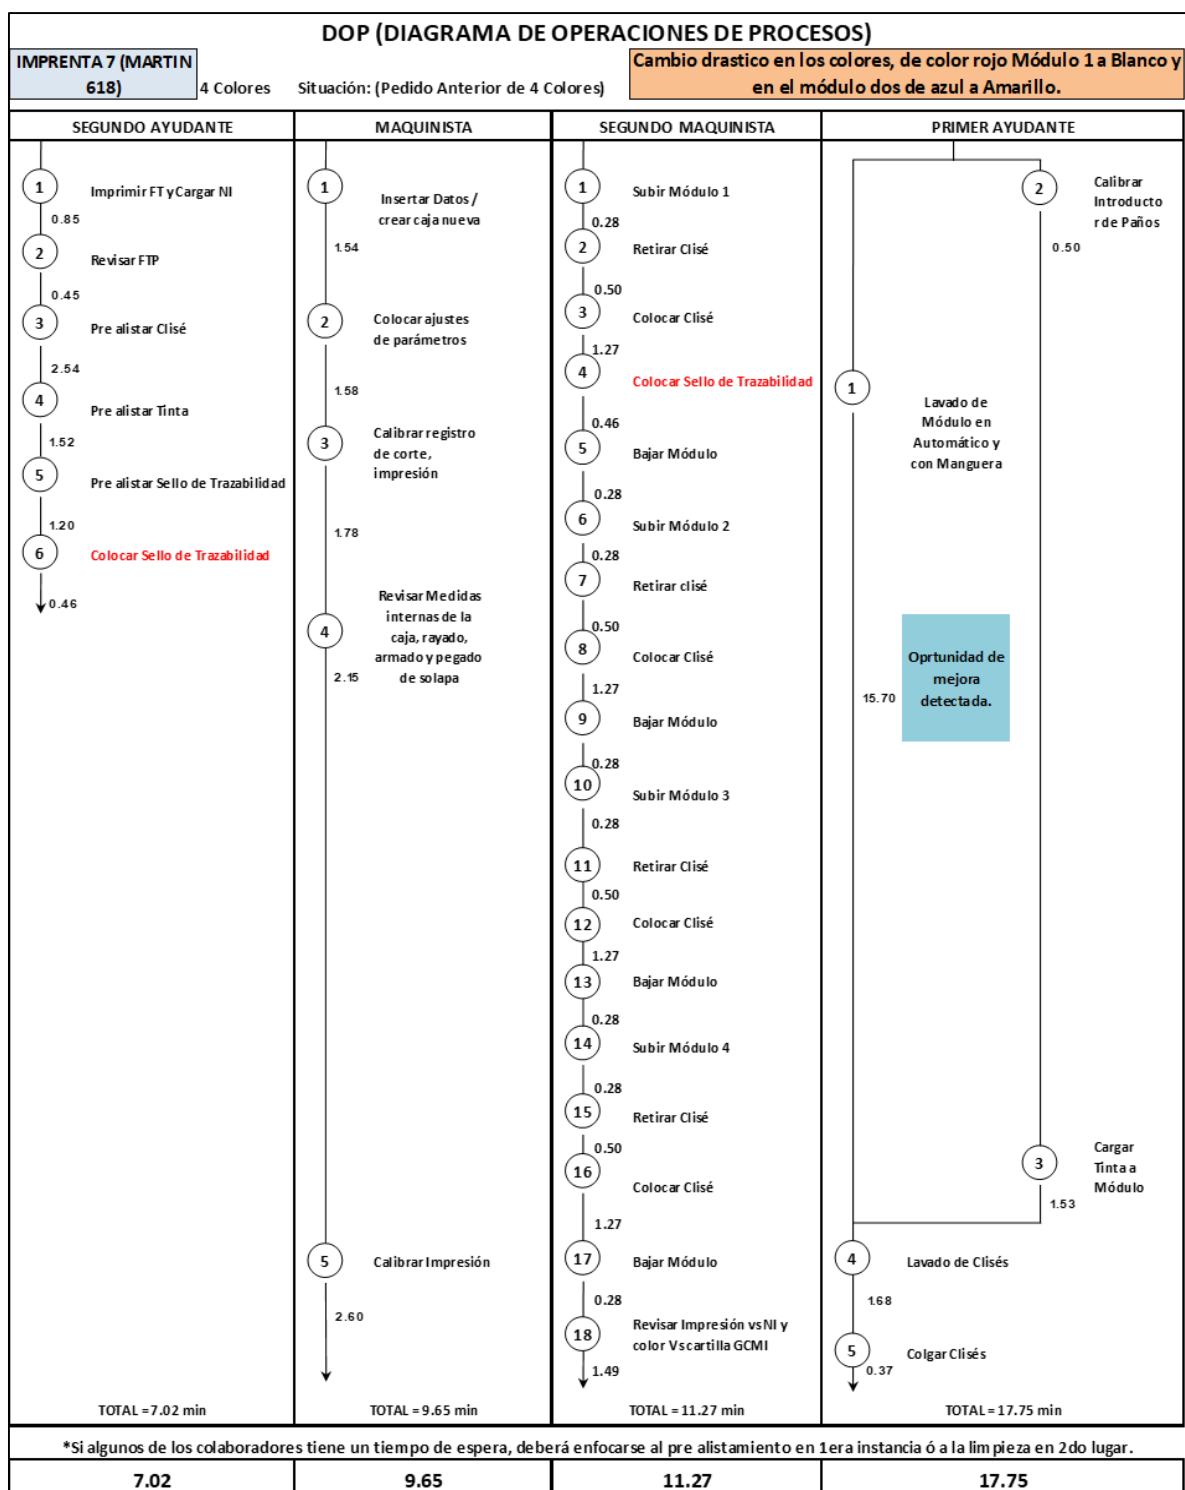 DOP (DIAGRAMA DE OPERACIONES DE PROCESOS)
IMPRENTA 7 (MARTIN
618)
4 Colores
Situación: (Pedido Anterior de 4 Colores)
Cambio drastico en los colores, de color rojo Módulo 1 a Blanco y
en el módulo dos de azul a Amarillo.
SEGUNDO AYUDANTE
1
Imprimir FT y Cargar NI
0.85
2
Revisar FTP
0.45
3
Pre alistar Clisé
2.54
4
Pre alistar Tinta
1.52
5
Pre alistar Sello de Trazabilidad
1.20
6
Colocar Sello de Trazabilidad
0.46
TOTAL =7.02 min
MAQUINISTA
1
Insertar Datos /
crear caja nueva
1.54
2
Colocar ajustes
de parámetros
1.58
3
Calibrar registro
de corte,
impresión
1.78
4
Revisar Medidas
internas de la
caja, rayado,
armado y pegado
de solapa
2.15
5
Calibrar Impresión
2.60
TOTAL = 9.65 min
SEGUNDO MAQUINISTA
1
Subir Módulo 1
0.28
2
Retirar Clisé
0.50
3
Colocar Clisé
1.27
4
Colocar Sello de Trazabilidad
0.46
5
Bajar Módulo
0.28
6
Subir Módulo 2
0.28
7
Retirar clisé
0.50
8
Colocar Clisé
1.27
9
Bajar Módulo
0.28
10
Subir Módulo 3
0.28
11
Retirar Clisé
0.50
12
Colocar Clisé
1.27
13
Bajar Módulo
0.28
14
Subir Módulo 4
0.28
15
Retirar Clisé
0.50
16
Colocar Clisé
1.27
17
Bajar Módulo
0.28
18
Revisar Impresión vs NI y
color Vs cartilla GCMI
1.49
TOTAL = 11.27 min
PRIMER AYUDANTE
2
Calibrar
Introducto
r de Paños
0.50
1
Lavado de
Módulo en
Automático y
con Manguera
15.70
Oprtunidad de
mejora
detectada.
3
Cargar
Tinta a
Módulo
1.53
4
Lavado de Clisés
1.68
5
Colgar Clisés
0.37
TOTAL = 17.75 min
*Si algunos de los colaboradores tiene un tiempo de espera, deberá enfocarse al pre alistamiento en 1era instancia ó a la limpieza en 2do lugar.
7.02
9.65
11.27
17.75